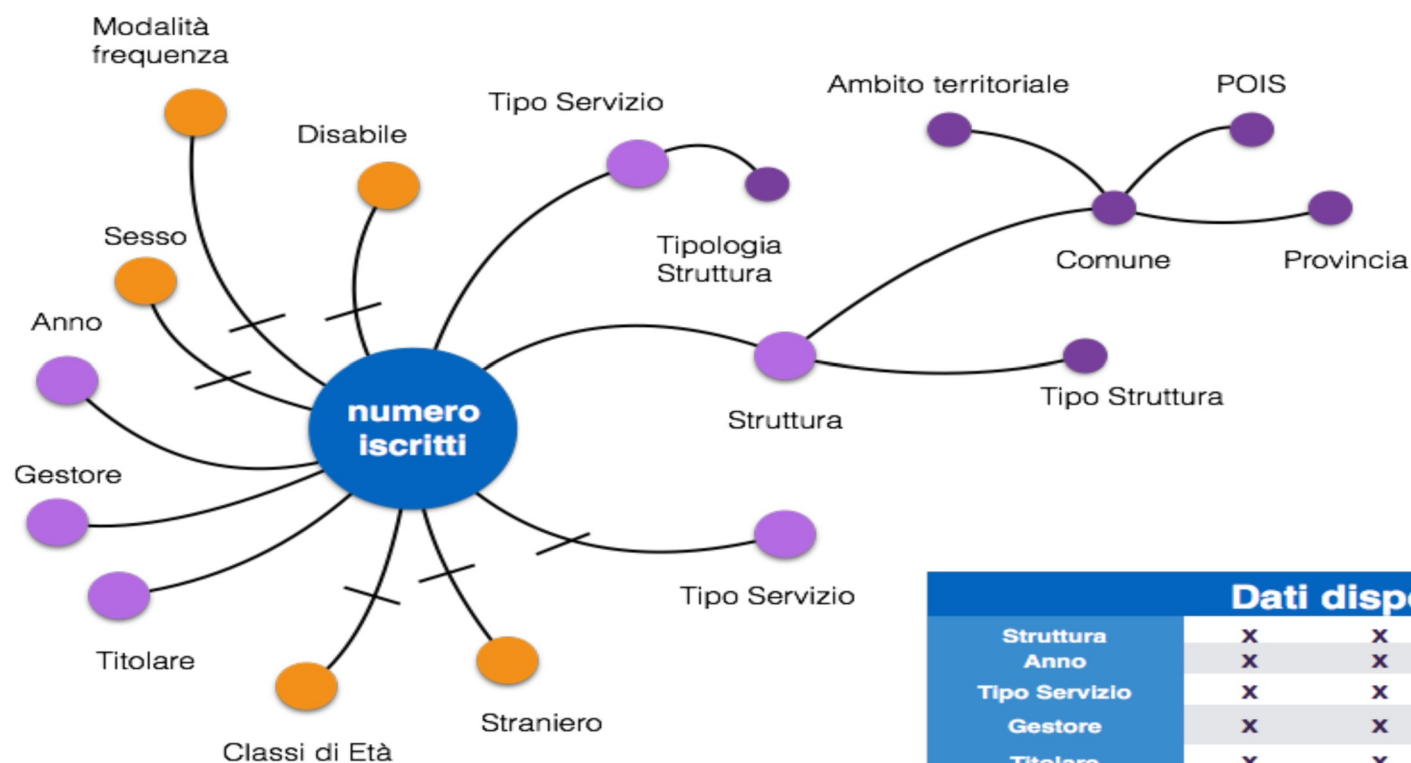 Modalità
frequenza
Disabile
Tipo Servizio
Ambito territoriale
POIS
Sesso
Tipologia
Struttura
Comune
Provincia
Anno
numero
iscritti
Tipo Struttura
Struttura
Gestore
Tipo Servizio
Titolare
Straniero
Classi di Età
Dati disp
Struttura x x
Anno x x
Tipo Servizio x x
Gestore x x
Titolare x x